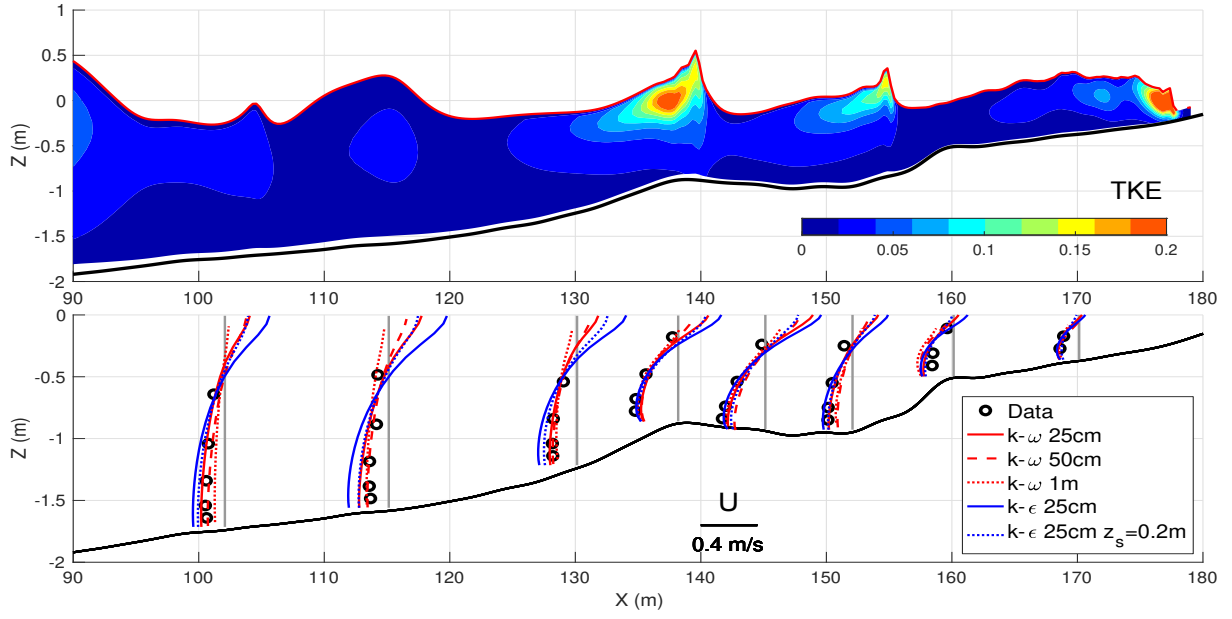 1
0.5
0
-0.5
-1
-1.5
-2
Z (m)
TKE
0 0.05 0.1 0.15 0.2
90 100 110 120 130 140 150 160 170 180
0
-0.5
-1
-1.5
-2
Z (m)
Data
k-ω 25cm
k-ω 50cm
k-ω 1m
k-ϵ 25cm
k-ϵ 25cm z_s=0.2m
U
0.4 m/s
90 100 110 120 130 140 150 160 170 180
X (m)